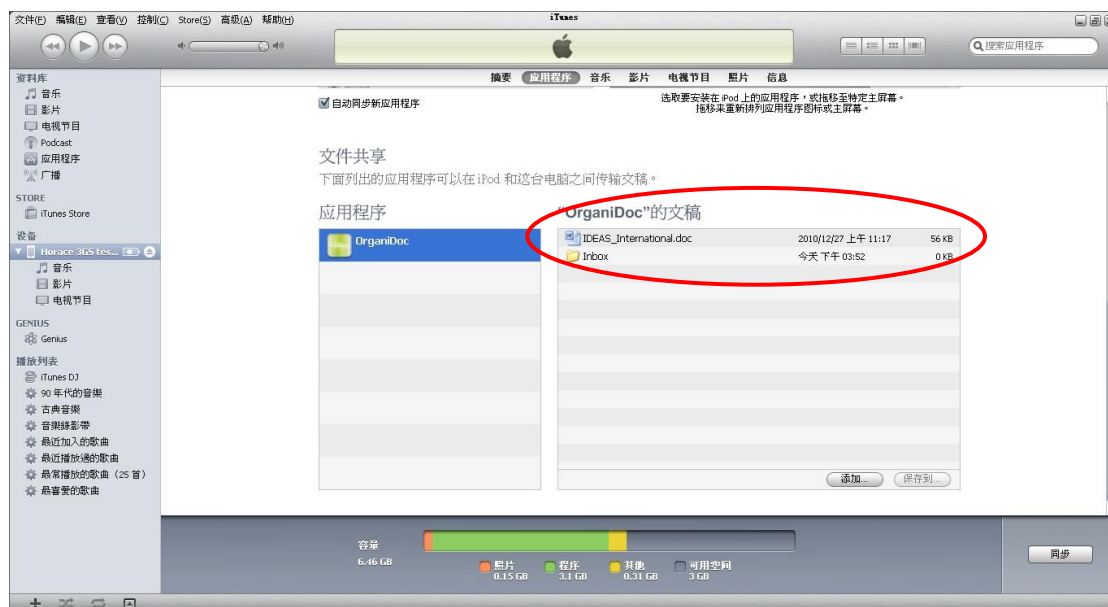 文件(F) 编辑(E) 查看(V) 控制(C) Store(S) 高级(A) 帮助(H)
iTunes
搜索应用程序
摘要 应用程序 音乐 影片 电视节目 照片 信息
资料库
音乐
影片
电视节目
Podcast
应用程序
广播
STORE
iTunes Store
设备
Horace 3GS tes...
音乐
影片
电视节目
GENIUS
Genius
播放列表
iTunes DJ
90 年代的音樂
古典音樂
音樂錄影帶
最近加入的歌曲
最近播放過的歌曲
最常播放的歌曲（25 首）
最喜愛的歌曲
自动同步新应用程序
选取要安装在 iPod 上的应用程序，或拖移至特定主屏幕。
拖移来重新排列应用程序图标或主屏幕。
文件共享
下面列出的应用程序可以在 iPod 和这台电脑之间传输文稿。
应用程序
“OrganiDoc”的文稿
OrganiDoc
IDEAS_International.doc 2010/12/27 上午 11:17 56 KB
Inbox 今天 下午 03:52 0 KB
添加... 保存到...
容量
6.46 GB
照片 程序 其他 可用空间
0.15 GB 3.1 GB 0.31 GB 3 GB
同步